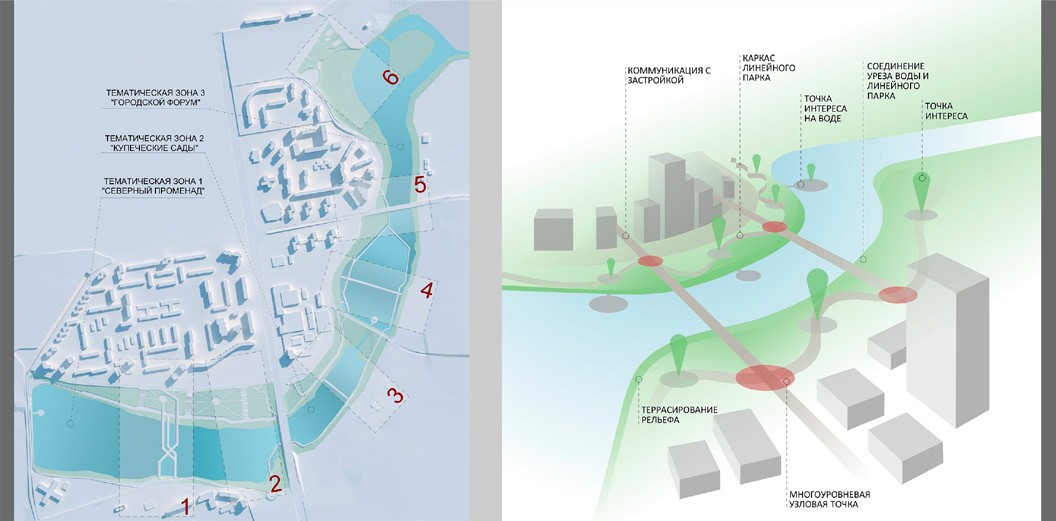 ТЕМАТИЧЕСКАЯ ЗОНА 3
"ГОРОДСКОЙ ФОРУМ"
ТЕМАТИЧЕСКАЯ ЗОНА 2
"КУПЕЧЕСКИЕ САДЫ"
ТЕМАТИЧЕСКАЯ ЗОНА 1
"СЕВЕРНЫЙ ПРОМЕНАД"
6
5
4
3
2
1
КОММУНИКАЦИЯ С
ЗАСТРОЙКОЙ
КАРКАС
ЛИНЕЙНОГО
ПАРКА
ТОЧКА
ИНТЕРЕСА
НА ВОДЕ
СОЕДИНЕНИЕ
УРЕЗА ВОДЫ И
ЛИНЕЙНОГО
ПАРКА
ТОЧКА
ИНТЕРЕСА
ТЕРРАСИРОВАНИЕ
РЕЛЬЕФА
МНОГОУРОВНЕВАЯ
УЗЛОВАЯ ТОЧКА